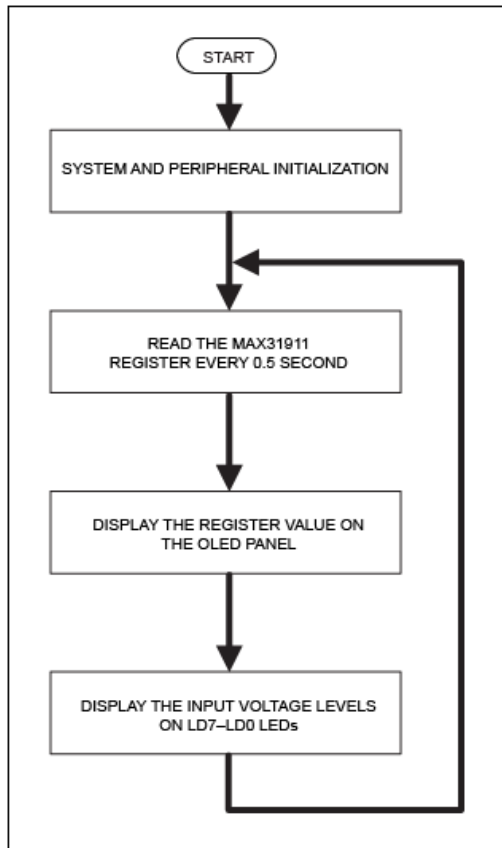 START
SYSTEM AND PERIPHERAL INITIALIZATION
READ THE MAX31911
REGISTER EVERY 0.5 SECOND
DISPLAY THE REGISTER VALUE ON
THE OLED PANEL
DISPLAY THE INPUT VOLTAGE LEVELS
ON LD7–LD0 LEDs